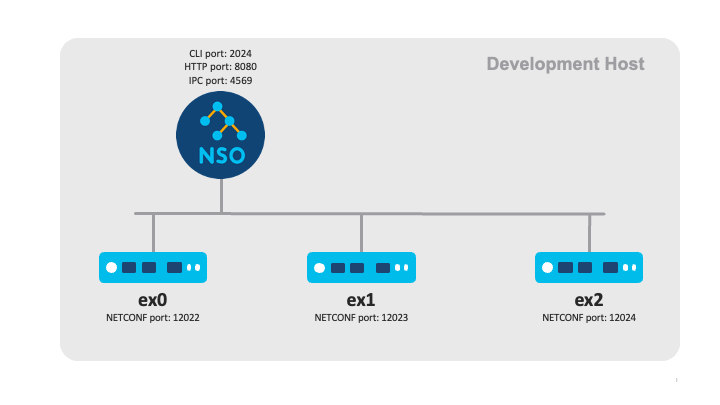 CLI port: 2024
HTTP port: 8080
IPC port: 4569
Development Host
NSO
ex0
NETCONF port: 12022
ex1
NETCONF port: 12023
ex2
NETCONF port: 12024